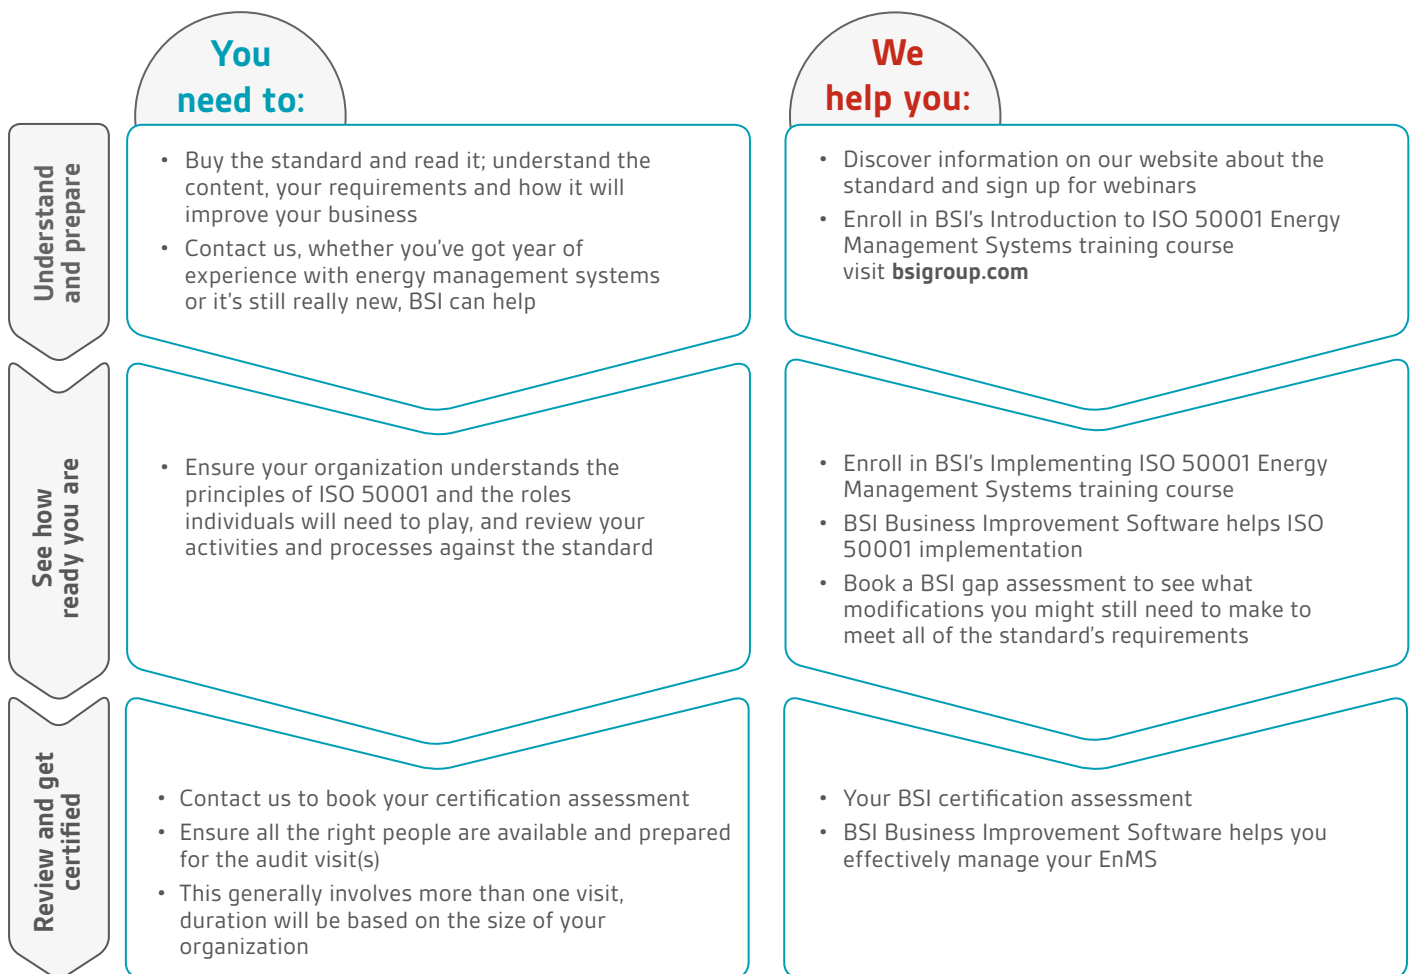 You
need to:
We
help you:
Understand
and prepare
• Buy the standard and read it; understand the
content, your requirements and how it will
improve your business
• Contact us, whether you've got year of
experience with energy management systems
or it's still really new, BSI can help
• Discover information on our website about the
standard and sign up for webinars
• Enroll in BSI's Introduction to ISO 50001 Energy
Management Systems training course
visit bsigroup.com
See how
ready you are
• Ensure your organization understands the
principles of ISO 50001 and the roles
individuals will need to play, and review your
activities and processes against the standard
• Enroll in BSI's Implementing ISO 50001 Energy
Management Systems training course
• BSI Business Improvement Software helps ISO
50001 implementation
• Book a BSI gap assessment to see what
modifications you might still need to make to
meet all of the standard's requirements
Review and get
certified
• Contact us to book your certification assessment
• Ensure all the right people are available and prepared
for the audit visit(s)
• This generally involves more than one visit,
duration will be based on the size of your
organization
• Your BSI certification assessment
• BSI Business Improvement Software helps you
effectively manage your EnMS